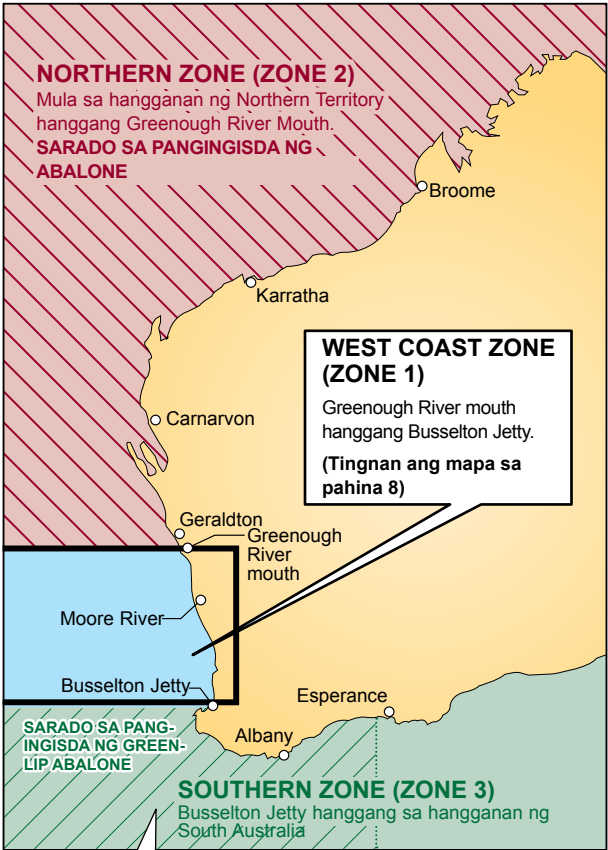 NORTHERN ZONE (ZONE 2)
Mula sa hangganan ng Northern Territory
hanggang Greenough River Mouth.
SARADO SA PANGINGISDA NG
ABALONE
Broome
Karratha
WEST COAST ZONE
(ZONE 1)
Greenough River mouth
hanggang Busselton Jetty.
(Tingnan ang mapa sa
pahina 8)
Carnarvon
Geraldton
Greenough
River
mouth
Moore River
Busselton Jetty
Esperance
SARADO SA PANG-
INGISDA NG GREEN-
LIP ABALONE
Albany
SOUTHERN ZONE (ZONE 3)
Busselton Jetty hanggang sa hangganan ng
South Australia